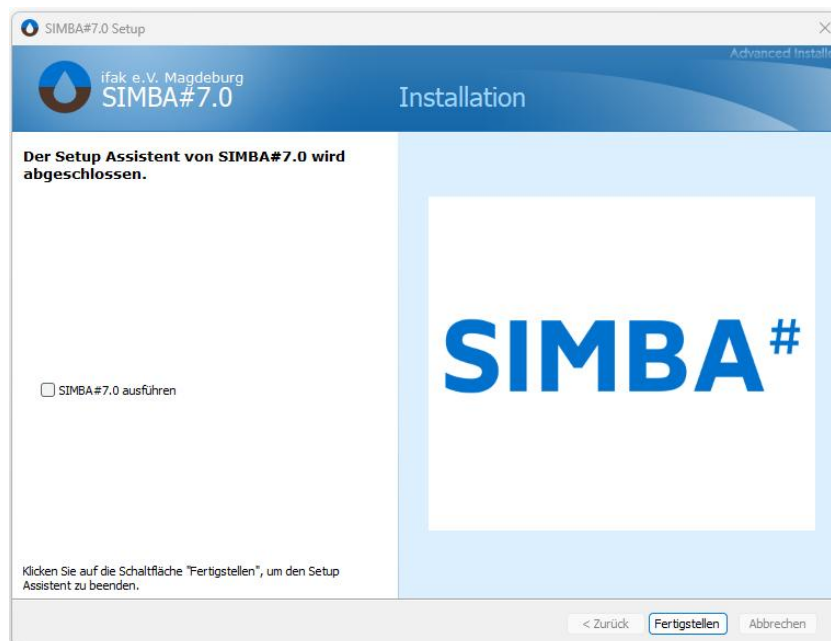 SIMBA#7.0 Setup
Advanced Installe
ifak e.V. Magdeburg
SIMBA#7.0
Installation
Der Setup Assistent von SIMBA#7.0 wird
abgeschlossen.
SIMBA#
SIMBA#7.0 ausführen
Klicken Sie auf die Schaltfläche "Fertigstellen", um den Setup
Assistent zu beenden.
< Zurück
Fertigstellen
Abbrechen